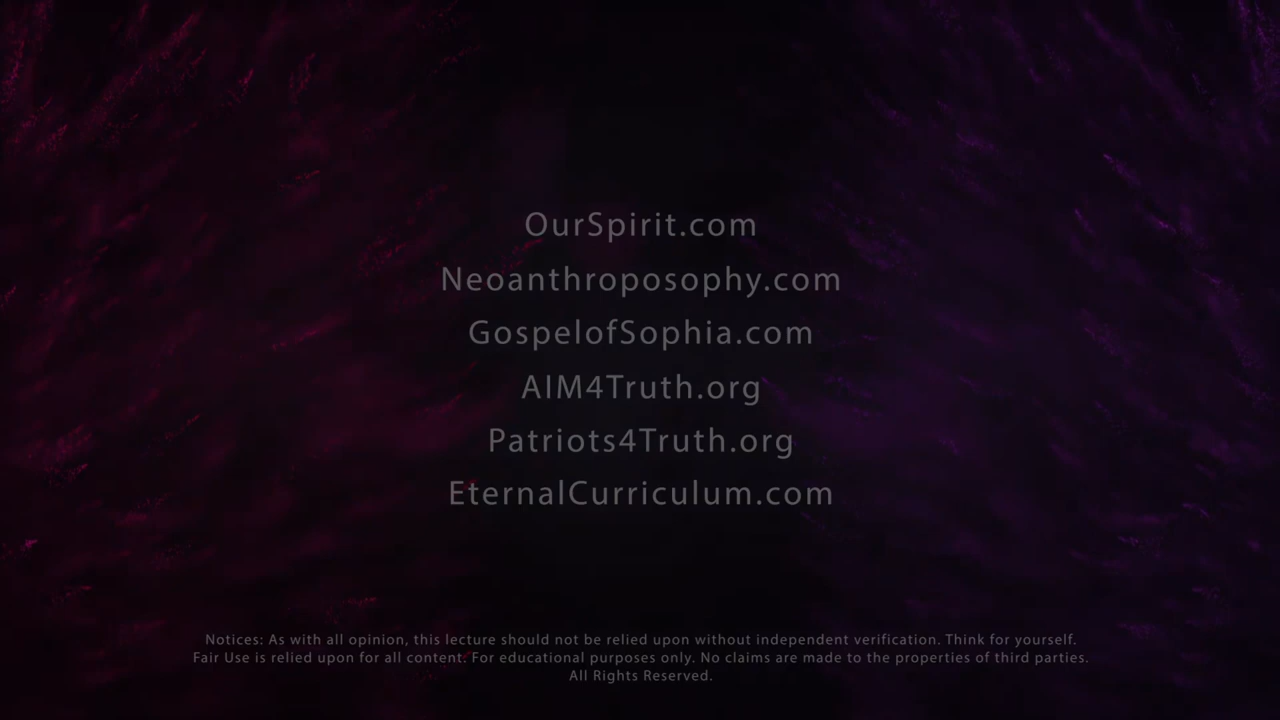 OurSpirit.com
Neoanthroposophy.com
GospelofSophia.com
AIM4Truth.org
Patriots4Truth.org
EternalCurriculum.com
Notices: As with all opinion, this lecture should not be relied upon without independent verification. Think for yourself.
Fair Use is relied upon for all content. For educational purposes only. No claims are made to the properties of third parties.
All Rights Reserved.